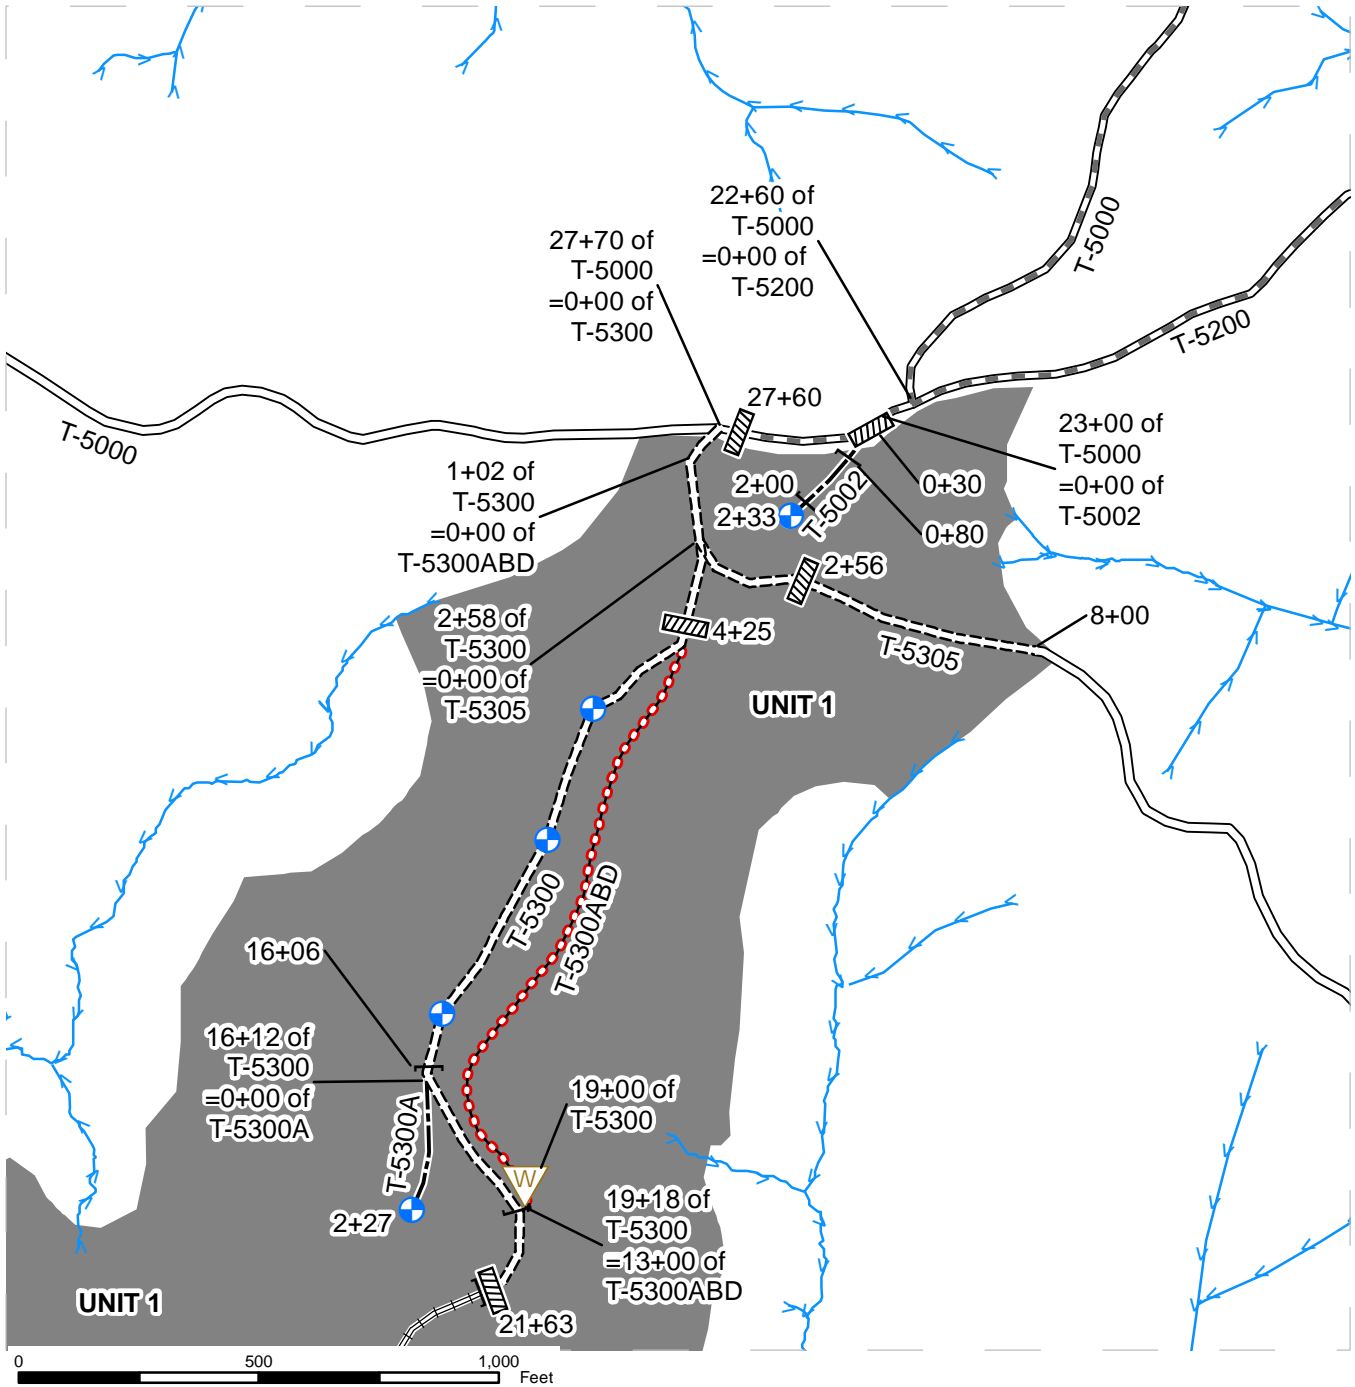 22+60 of
T-5000
=0+00 of
T-5200
T-5000
27+70 of
T-5000
=0+00 of
T-5300
T-5200
27+60
T-5000
23+00 of
T-5000
=0+00 of
T-5002
1+02 of
T-5300
=0+00 of
T-5300ABD
2+00
2+33
T-5002
0+30
0+80
2+56
2+58 of
T-5300
=0+00 of
T-5305
4+25
8+00
T-5305
UNIT 1
T-5300
T-5300ABD
16+06
16+12 of
T-5300
=0+00 of
T-5300A
T-5300A
19+00 of
T-5300
W
2+27
19+18 of
T-5300
=13+00 of
T-5300ABD
UNIT 1
21+63
0 500 1,000
Feet